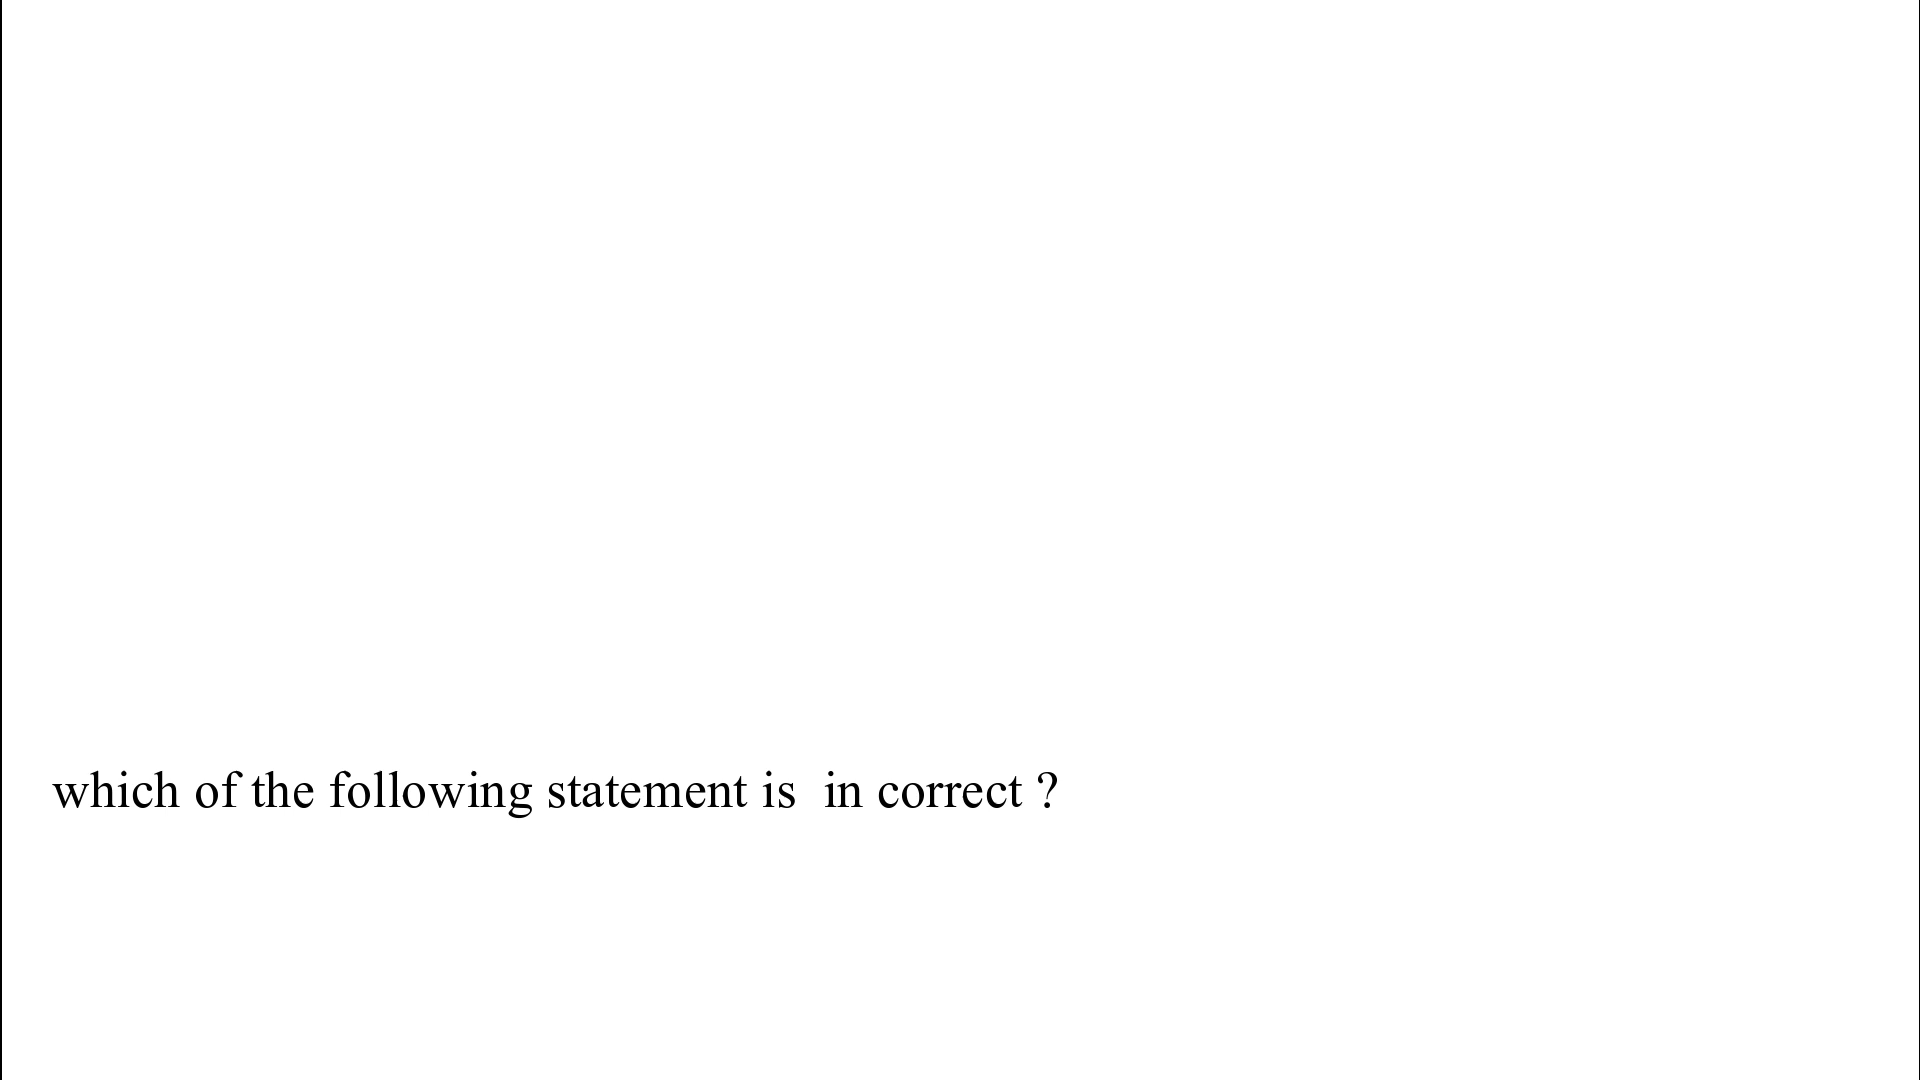 which of the following statement is  in correct ?